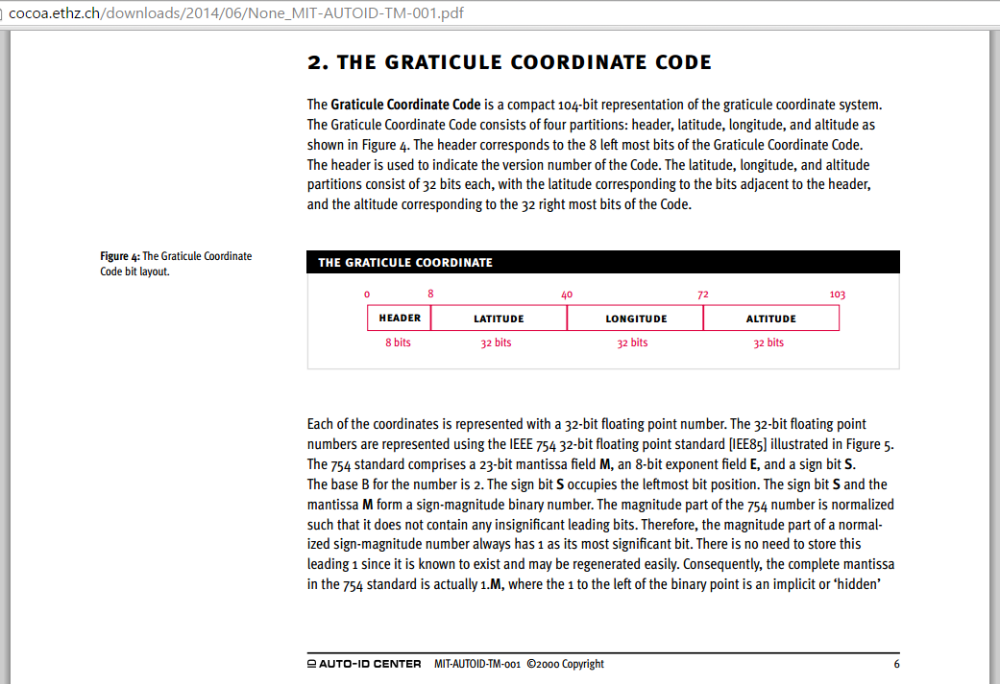 cocoa.ethz.ch/downloads/2014/06/None_MIT-AUTOID-TM-001.pdf
2. THE GRATICULE COORDINATE CODE
The Graticule Coordinate Code is a compact 104-bit representation of the graticule coordinate system.
The Graticule Coordinate Code consists of four partitions: header, latitude, longitude, and altitude as
shown in Figure 4. The header corresponds to the 8 left most bits of the Graticule Coordinate Code.
The header is used to indicate the version number of the Code. The latitude, longitude, and altitude
partitions consist of 32 bits each, with the latitude corresponding to the bits adjacent to the header,
and the altitude corresponding to the 32 right most bits of the Code.
Figure 4: The Graticule Coordinate
Code bit layout.
THE GRATICULE COORDINATE
0 8 40 72 103
HEADER LATITUDE LONGITUDE ALTITUDE
8 bits 32 bits 32 bits 32 bits
Each of the coordinates is represented with a 32-bit floating point number. The 32-bit floating point
numbers are represented using the IEEE 754 32-bit floating point standard [IEE85] illustrated in Figure 5.
The 754 standard comprises a 23-bit mantissa field M, an 8-bit exponent field E, and a sign bit S.
The base B for the number is 2. The sign bit S occupies the leftmost bit position. The sign bit S and the
mantissa M form a sign-magnitude binary number. The magnitude part of the 754 number is normalized
such that it does not contain any insignificant leading bits. Therefore, the magnitude part of a normal-
ized sign-magnitude number always has 1 as its most significant bit. There is no need to store this
leading 1 since it is known to exist and may be regenerated easily. Consequently, the complete mantissa
in the 754 standard is actually 1.M, where the 1 to the left of the binary point is an implicit or ‘hidden’
AUTO-ID CENTER MIT-AUTOID-TM-001 ©2000 Copyright 6